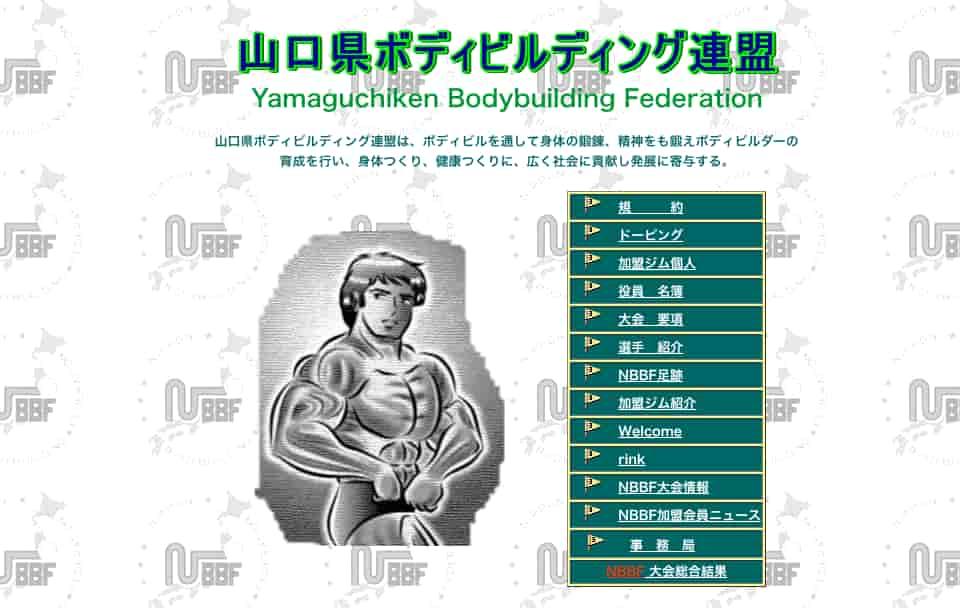 山口県ボディビルディング連盟
Yamaguchiken Bodybuilding Federation
山口県ボディビルディング連盟は、ボディビルを通して身体の鍛錬、精神をも鍛えボディビルダーの
育成を行い、身体つくり、健康つくりに、広く社会に貢献し発展に寄与する。
規　　　約
ドーピング
加盟ジム個人
役員　名簿
大会　要項
選手　紹介
NBBF足跡
加盟ジム紹介
Welcome
rink
NBBF大会情報
NBBF加盟会員ニュース
事　務　局
NBBF 大会総合結果